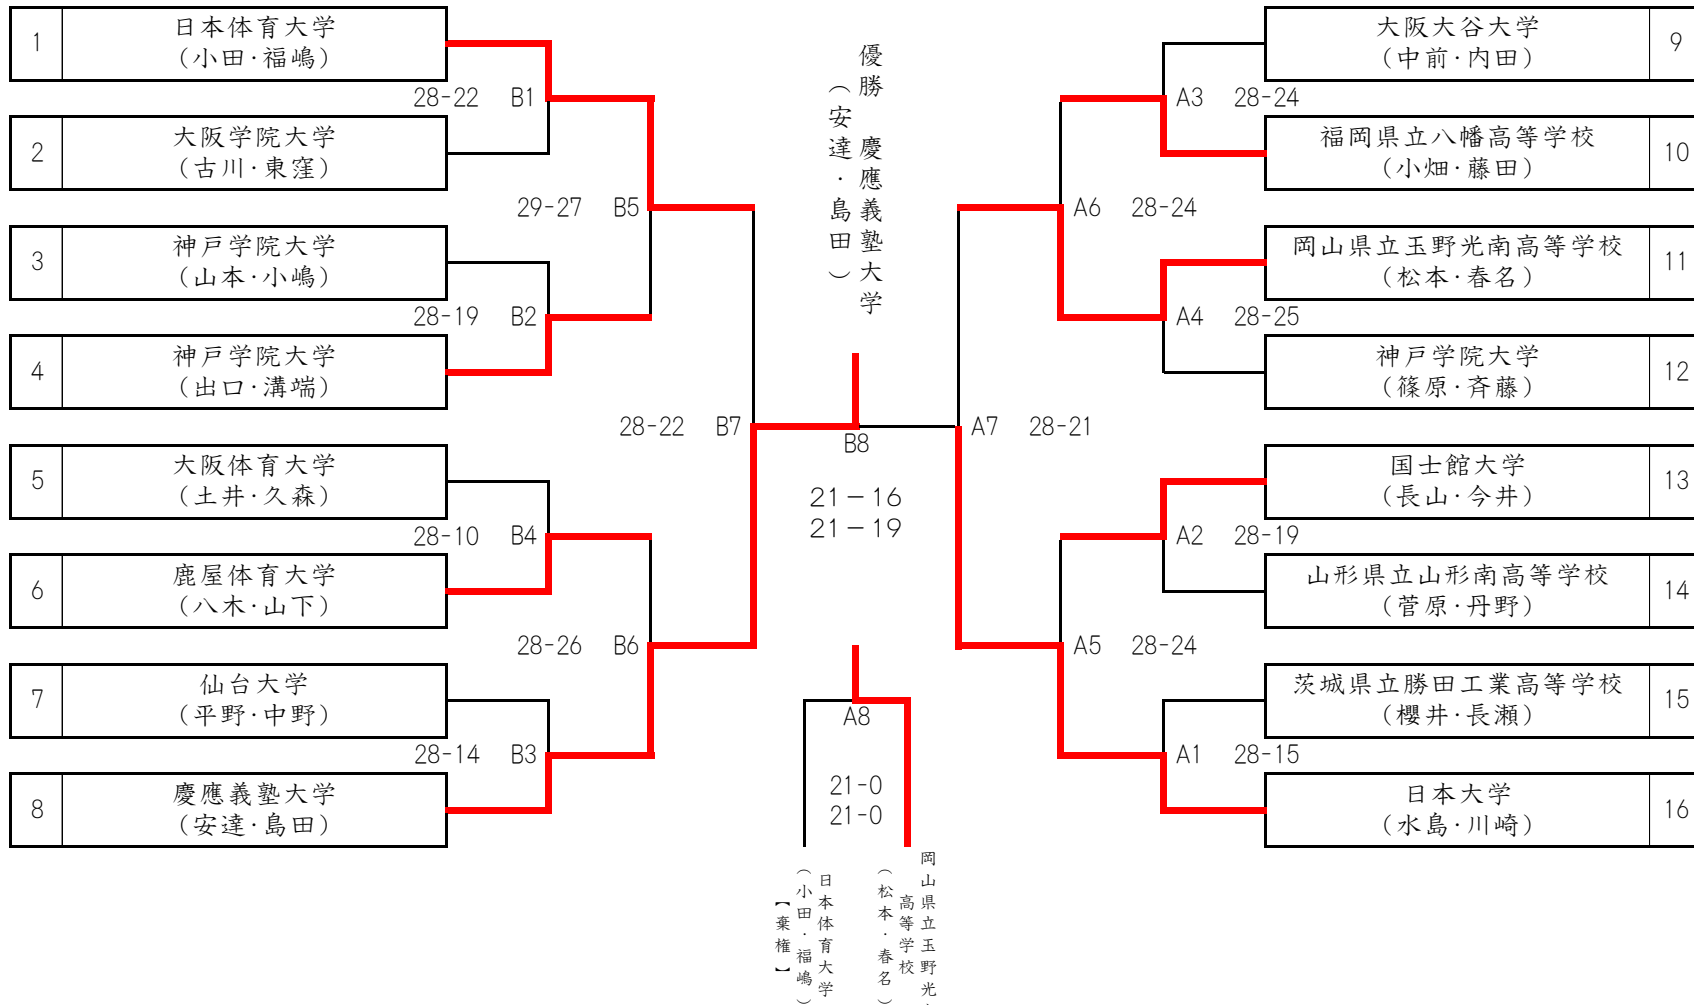 1
日本体育大学
(小田·福嶋)
28-22 B1
2
大阪学院大学
(古川·東窪)
29-27 B5
3
神戸学院大学
(山本·小嶋)
28-19 B2
4
神戸学院大学
(出口·溝端)
28-22 B7
5
大阪体育大学
(土井·久森)
28-10 B4
6
鹿屋体育大学
(八木·山下)
28-26 B6
7
仙台大学
(平野·中野)
28-14 B3
8
慶應義塾大学
(安達·島田)
優勝 慶應義塾大学
(安達·島田)
B8
21-16
21-19
A8
21-0
21-0
日本体育大学
(小田·福嶋)
【棄権】
岡山県立玉野光
高等学校
(松本·春名)
大阪大谷大学
(中前·内田)
9
A3 28-24
福岡県立八幡高等学校
(小畑·藤田)
10
A6 28-24
岡山県立玉野光南高等学校
(松本·春名)
11
A4 28-25
神戸学院大学
(篠原·斉藤)
12
A7 28-21
国士館大学
(長山·今井)
13
A2 28-19
山形県立山形南高等学校
(菅原·丹野)
14
A5 28-24
茨城県立勝田工業高等学校
(櫻井·長瀬)
15
A1 28-15
日本大学
(水島·川崎)
16